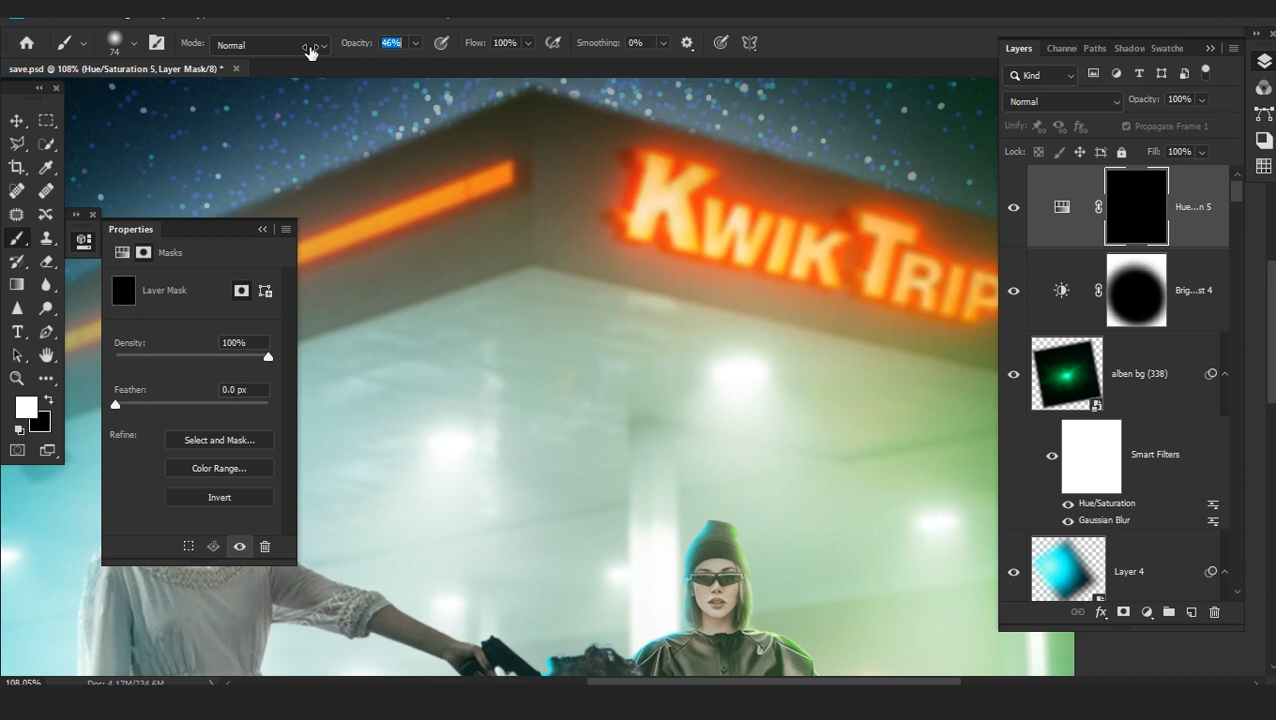 74
Mode: Normal
Opacity: 46%
Flow: 100%
Smoothing: 0%
save.psd @ 108% (Hue/Saturation 5, Layer Mask/8) *
KWIK TRIP
Properties
Masks
Layer Mask
Density: 100%
Feather: 0.0 px
Refine:
Select and Mask...
Color Range...
Invert
Layers
Channe
Paths
Shadov
Swatche
Kind
Normal
Opacity: 100%
Unify:
Propagate Frame 1
Lock:
Fill: 100%
Hue...n 5
Brig...st 4
alben bg (338)
Smart Filters
Hue/Saturation
Gaussian Blur
Layer 4
108.05%